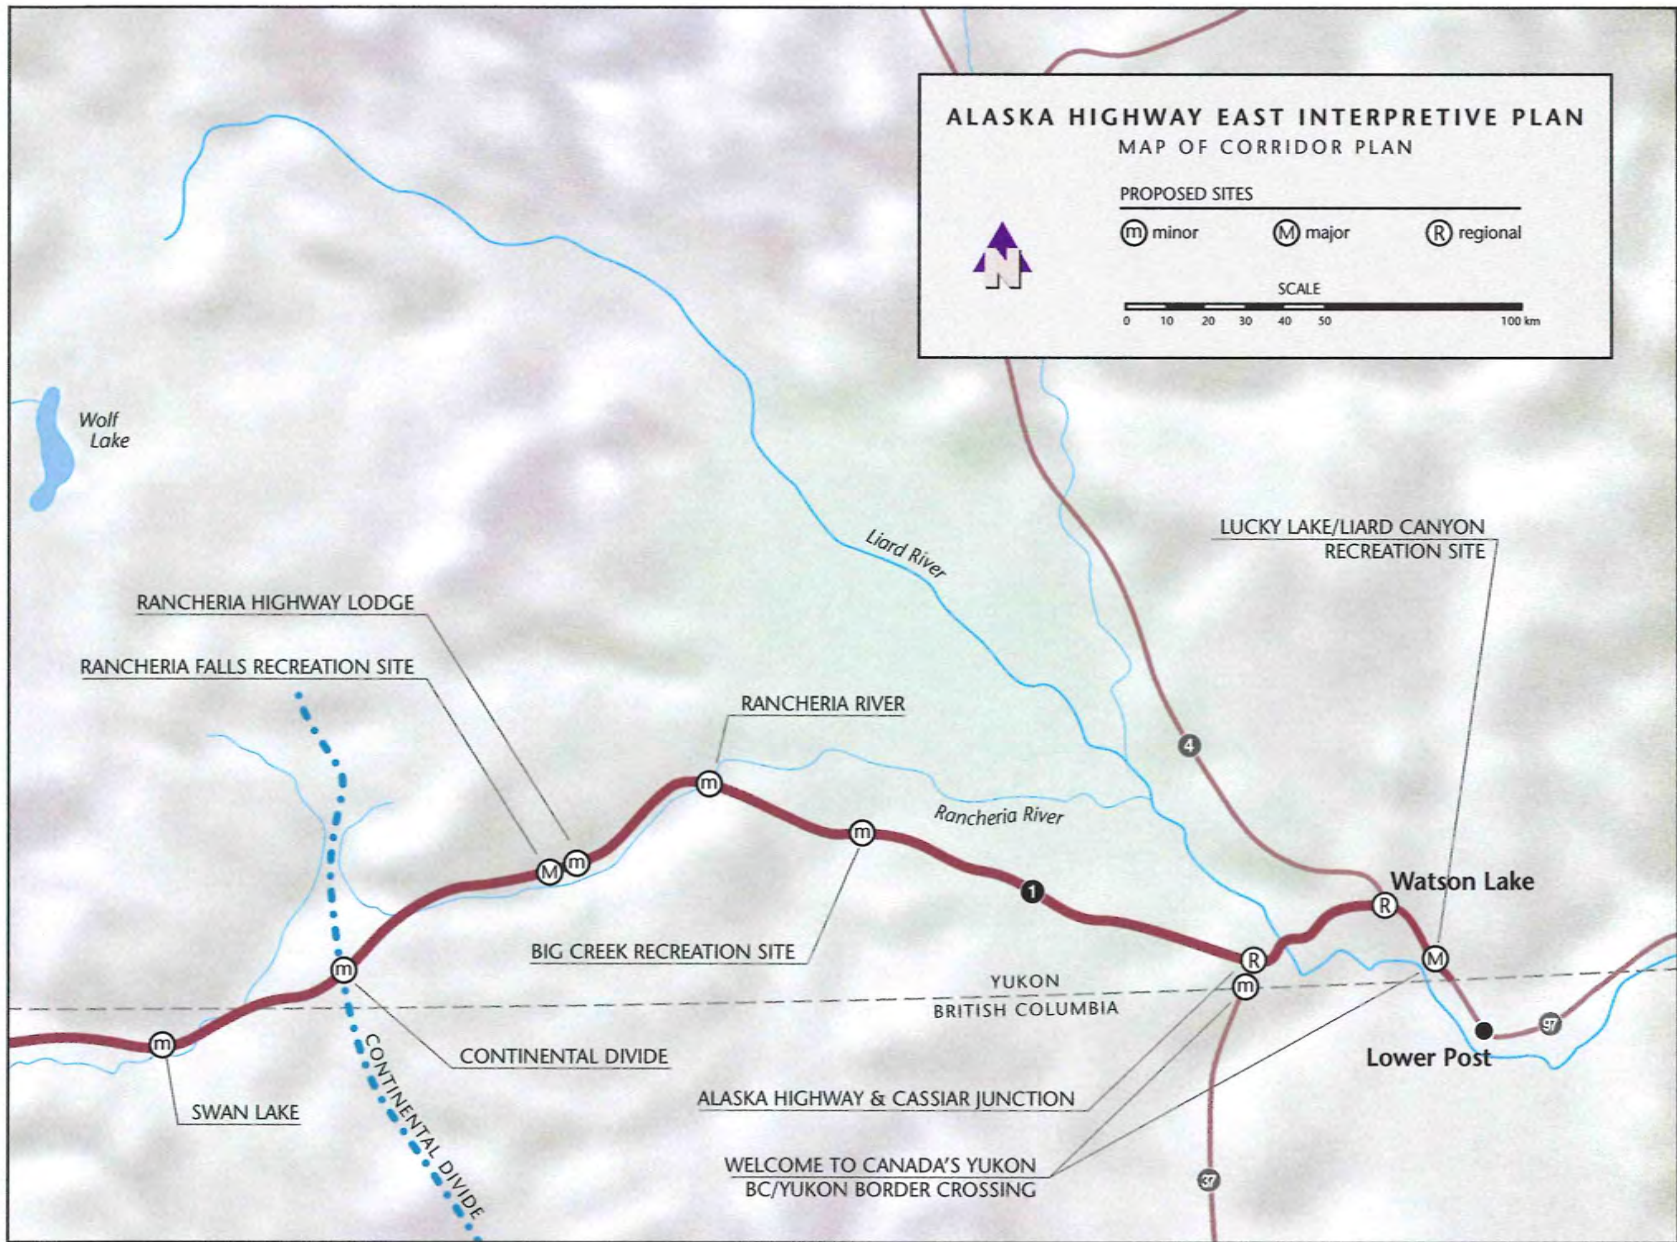 ALASKA HIGHWAY EAST INTERPRETIVE PLAN
MAP OF CORRIDOR PLAN
PROPOSED SITES
m minor M major R regional
N
SCALE
0 10 20 30 40 50 100 km
Wolf
Lake
Liard River
LUCKY LAKE/LIARD CANYON
RECREATION SITE
RANCHERIA HIGHWAY LODGE
RANCHERIA FALLS RECREATION SITE
RANCHERIA RIVER
4
m
Rancheria River
m
M m
1
Watson Lake
R
BIG CREEK RECREATION SITE
R
M
m
YUKON
m
BRITISH COLUMBIA
97
Lower Post
m
CONTINENTAL DIVIDE
CONTINENTAL DIVIDE
SWAN LAKE
ALASKA HIGHWAY & CASSIAR JUNCTION
WELCOME TO CANADA'S YUKON
BC/YUKON BORDER CROSSING
37